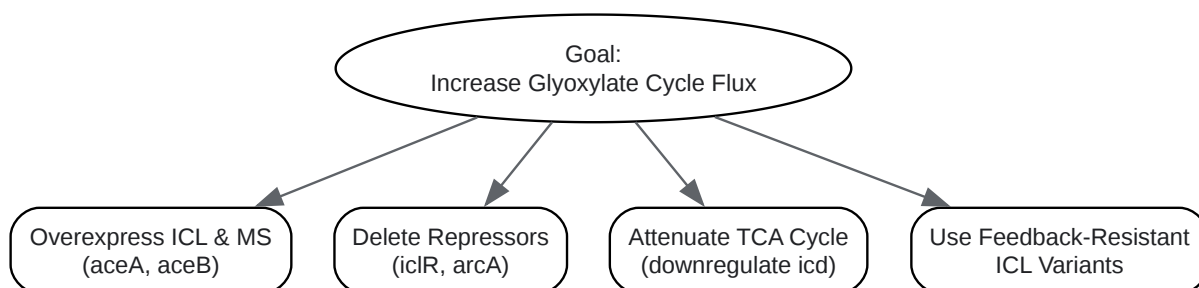 Goal:
Increase Glyoxylate Cycle Flux
Overexpress ICL & MS
(aceA, aceB)
Delete Repressors
(iclR, arcA)
Attenuate TCA Cycle
(downregulate icd)
Use Feedback-Resistant
ICL Variants